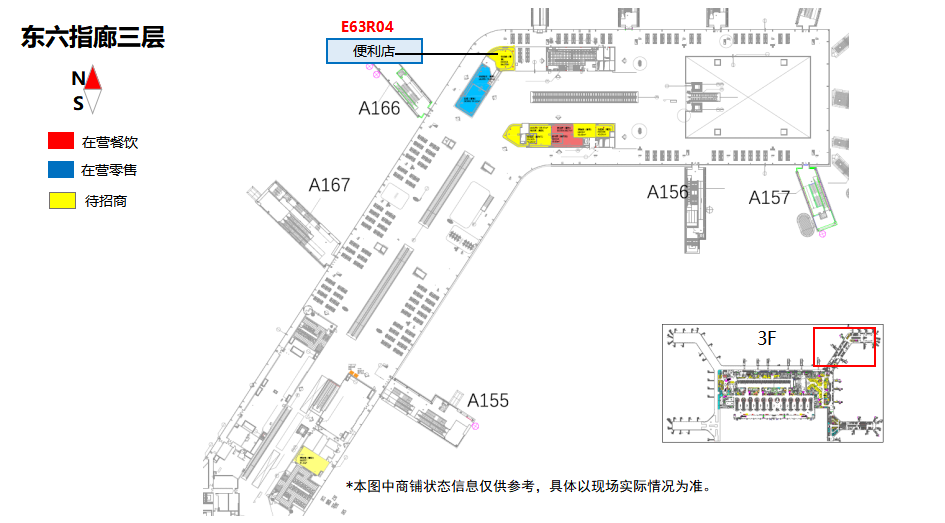 东六指廊三层
E63R04
便利店
N
S
A166
在营餐饮
在营零售
待招商
A167
A156
A157
3F
A155
*本图中商铺状态信息仅供参考，具体以现场实际情况为准。